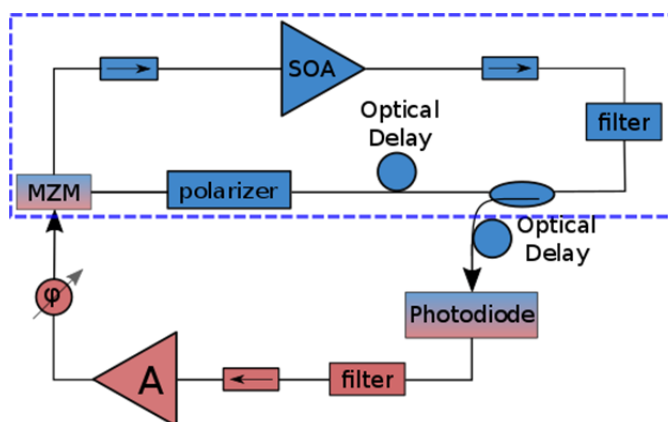 SOA
filter
Optical
Delay
MZM
polarizer
Optical
Delay
Photodiode
φ
A
filter